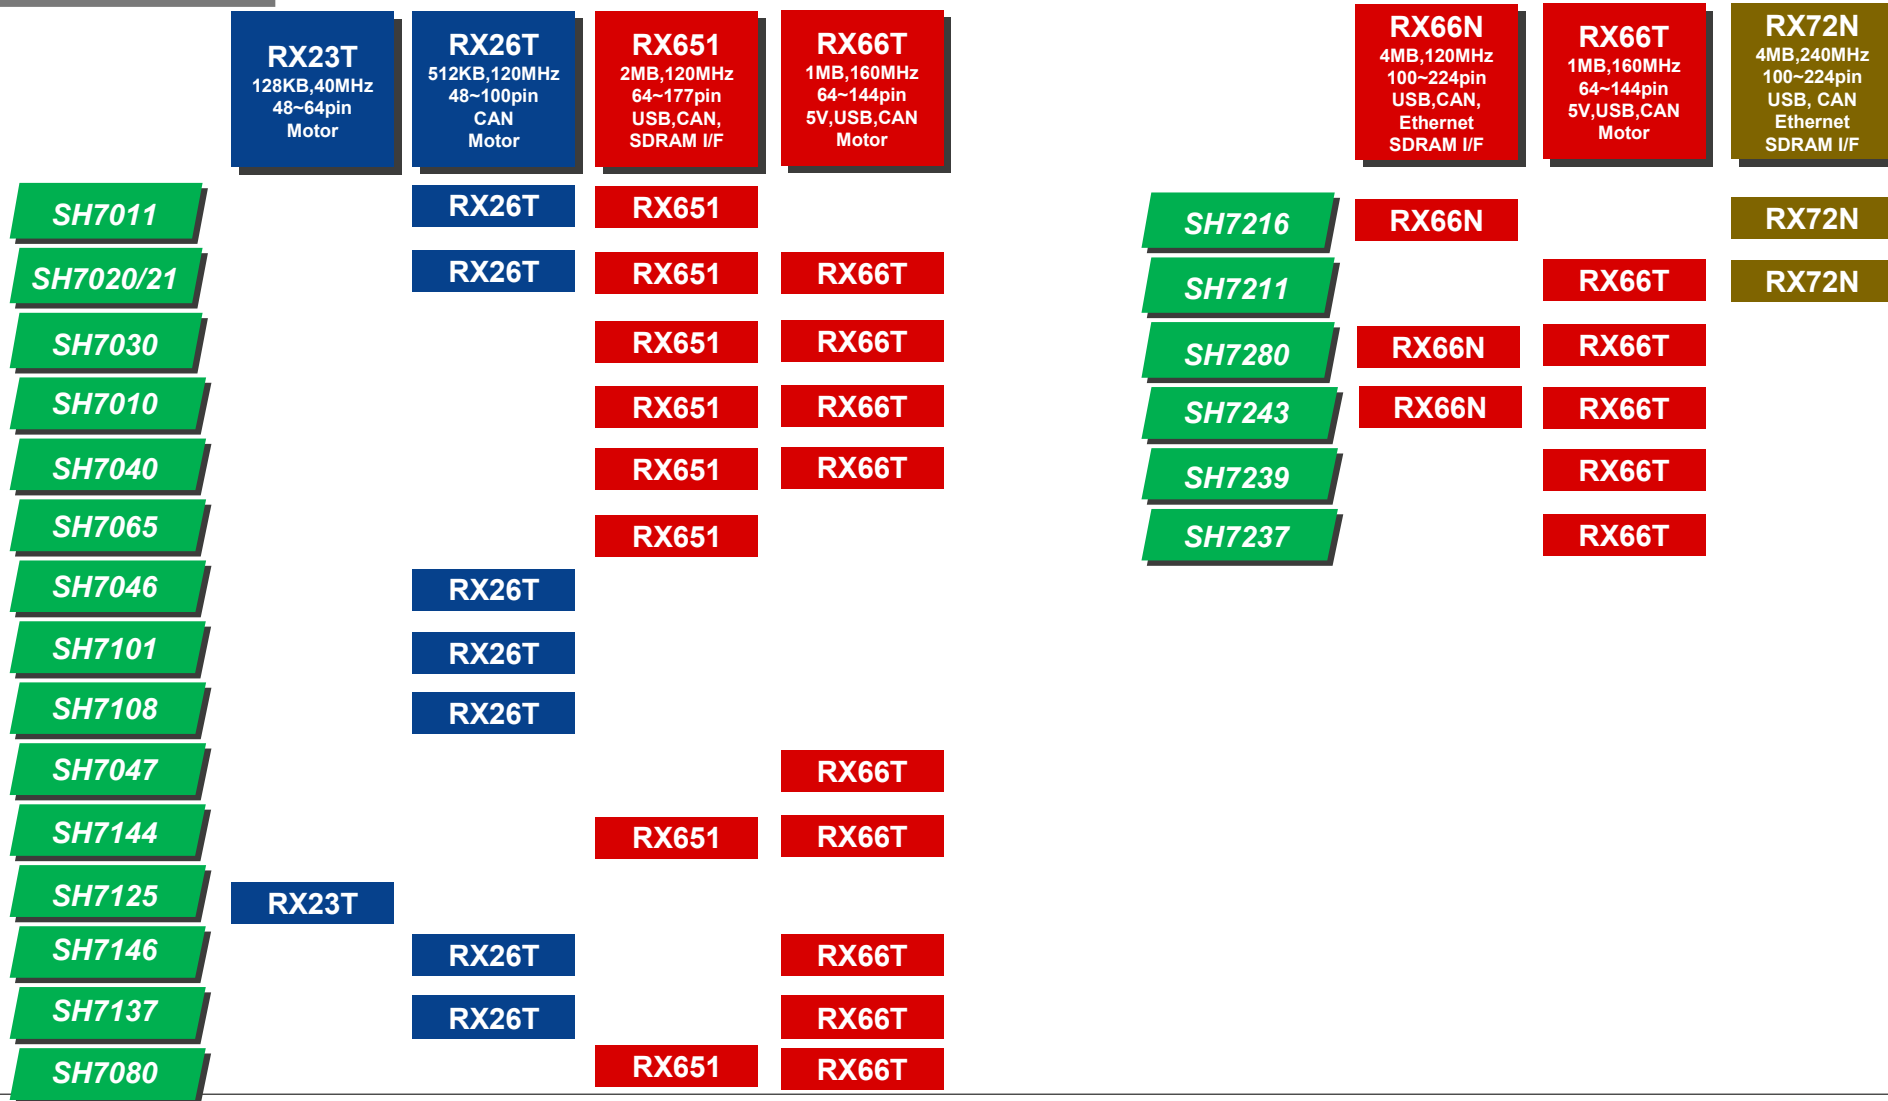 RX23T
128KB,40MHz
48~64pin
Motor
RX26T
512KB,120MHz
48~100pin
CAN
Motor
RX651
2MB,120MHz
64~177pin
USB,CAN,
SDRAM I/F
RX66T
1MB,160MHz
64~144pin
5V,USB,CAN
Motor
SH7011
RX26T
RX651
SH7020/21
RX26T
RX651
RX66T
SH7030
RX651
RX66T
SH7010
RX651
RX66T
SH7040
RX651
RX66T
SH7065
RX651
SH7046
RX26T
SH7101
RX26T
SH7108
RX26T
SH7047
RX66T
SH7144
RX651
RX66T
SH7125
RX23T
SH7146
RX26T
RX66T
SH7137
RX26T
RX66T
SH7080
RX651
RX66T
RX66N
4MB,120MHz
100~224pin
USB,CAN,
Ethernet
SDRAM I/F
RX66T
1MB,160MHz
64~144pin
5V,USB,CAN
Motor
RX72N
4MB,240MHz
100~224pin
USB, CAN
Ethernet
SDRAM I/F
SH7216
RX66N
RX72N
SH7211
RX66T
RX72N
SH7280
RX66N
RX66T
SH7243
RX66N
RX66T
SH7239
RX66T
SH7237
RX66T